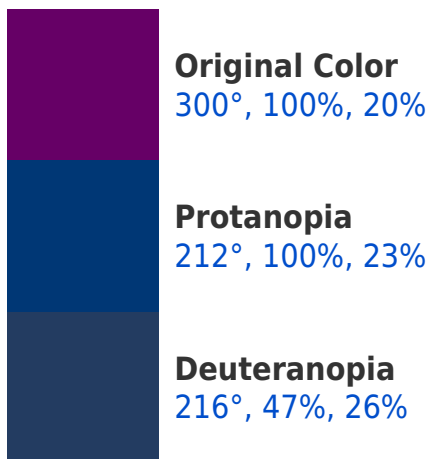 Original Color
300°, 100%, 20%
Protanopia
212°, 100%, 23%
Deuteranopia
216°, 47%, 26%